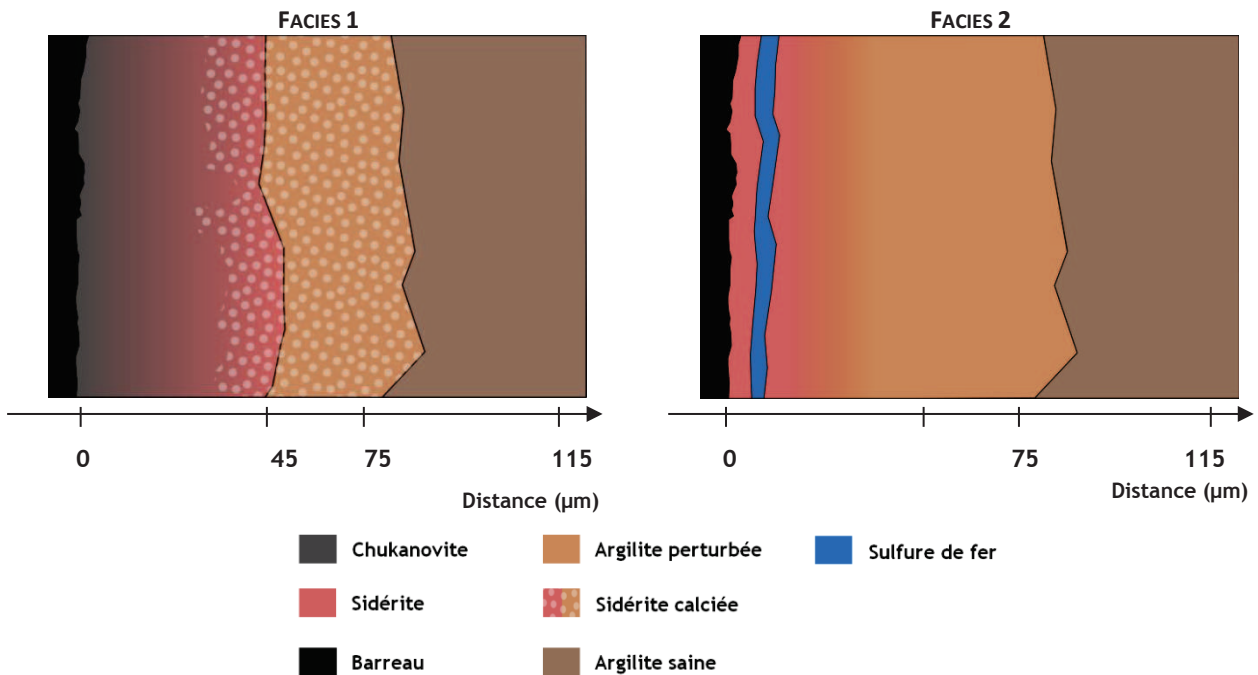 FACIES 1
FACIES 2
0 45 75 115
Distance (µm)
0 75 115
Distance (µm)
Chukanovite
Argilite perturbée
Sulfure de fer
Sidérite
Sidérite calciée
Barreau
Argilite saine